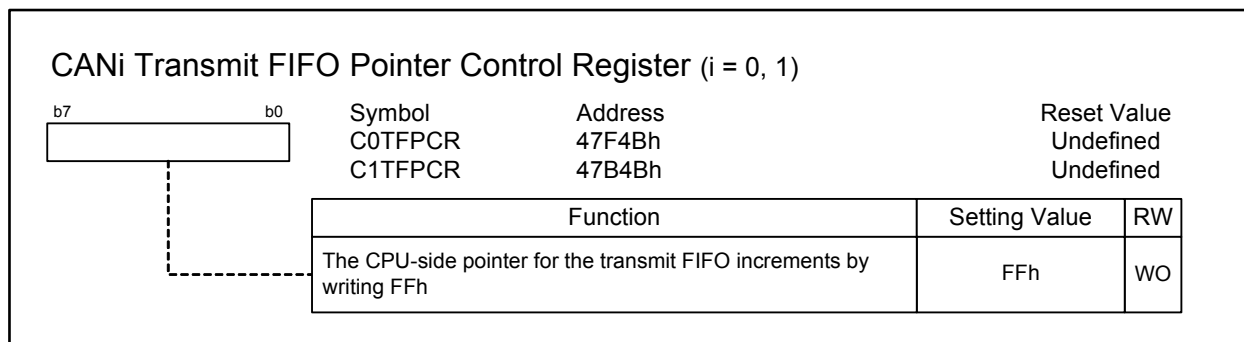 CANi Transmit FIFO Pointer Control Register (i = 0, 1)
b7 b0 Symbol Address Reset Value
C0TFPCR 47F4Bh Undefined
C1TFPCR 47B4Bh Undefined
Function Setting Value RW
The CPU-side pointer for the transmit FIFO increments by
writing FFh
FFh WO